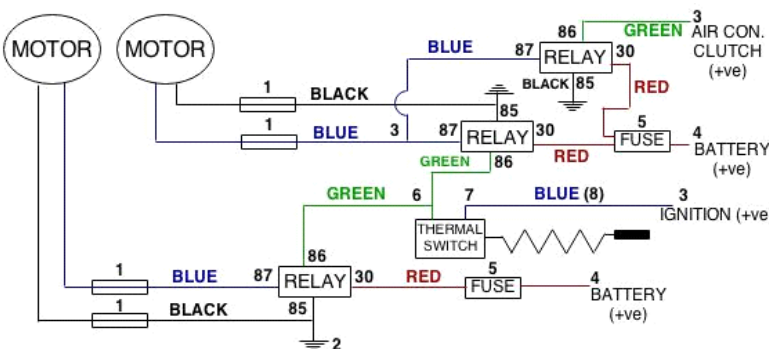 86 GREEN 3
AIR CON.
CLUTCH
(+ve)
MOTOR MOTOR BLUE 87 RELAY 30
BLACK 85 RED
1 BLACK
85
1 BLUE 3 87 RELAY 30 RED 5 FUSE 4
BATTERY
(+ve)
GREEN 86
GREEN 6 7 BLUE (8) 3
IGNITION (+ve
THERMAL
SWITCH
86
1 BLUE 87 RELAY 30 RED 5 FUSE 4
BATTERY
(+ve)
1 BLACK 85
2